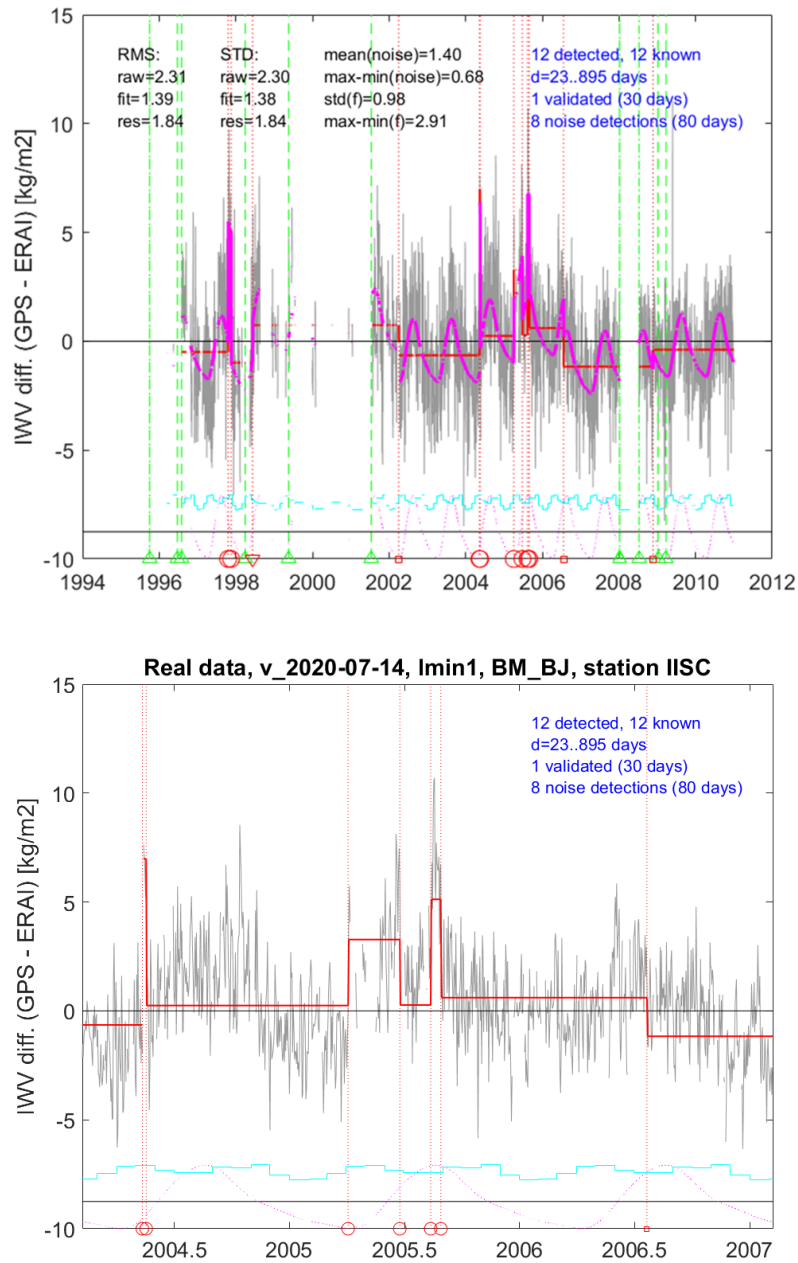 15
10
5
0
-5
-10
IWV diff. (GPS - ERAI) [kg/m2]
RMS: STD: mean(noise)=1.40 12 detected, 12 known
raw=2.31 raw=2.30 max-min(noise)=0.68 d=23..895 days
fit=1.39 fit=1.38 std(f)=0.98 1 validated (30 days)
res=1.84 res=1.84 max-min(f)=2.91 8 noise detections (80 days)
1994 1996 1998 2000 2002 2004 2006 2008 2010 2012
Real data, v_2020-07-14, lmin1, BM_BJ, station IISC
15
10
5
0
-5
-10
IWV diff. (GPS - ERAI) [kg/m2]
12 detected, 12 known
d=23..895 days
1 validated (30 days)
8 noise detections (80 days)
2004.5 2005 2005.5 2006 2006.5 2007